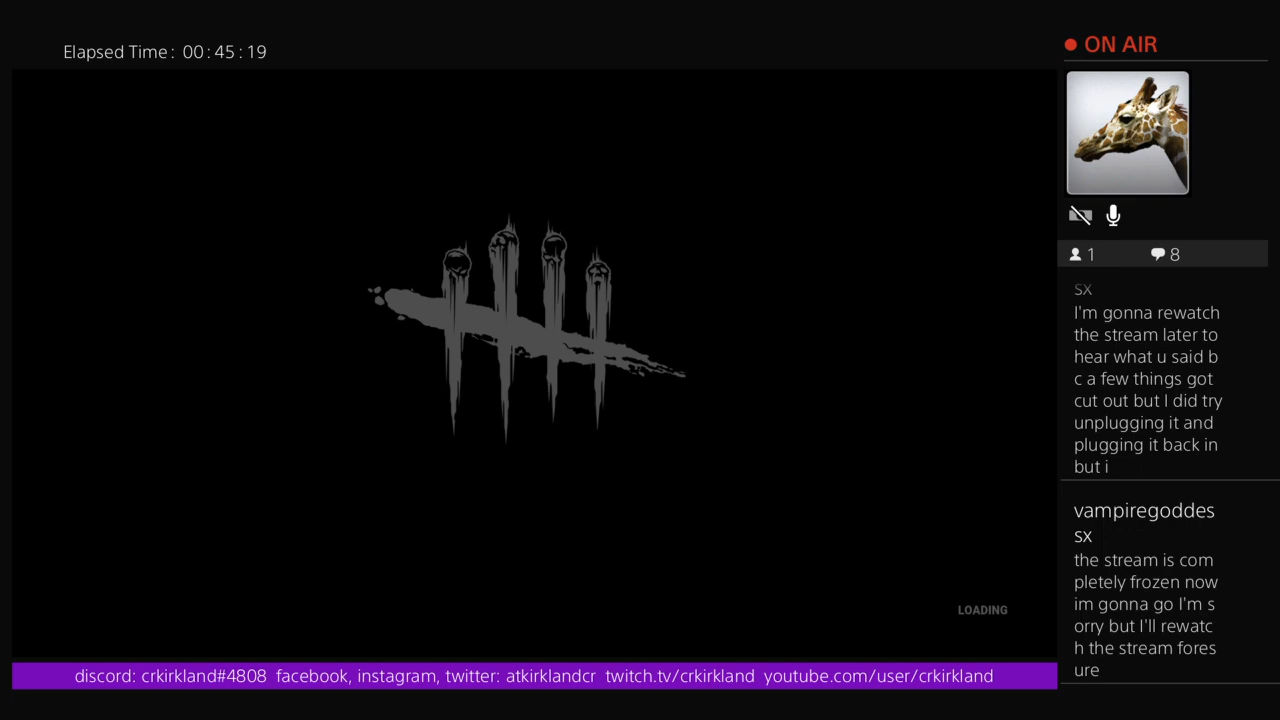 Elapsed Time: 00:45:19
ON AIR
1 8
SX
I'm gonna rewatch
the stream later to
hear what u said b
c a few things got
cut out but I did try
unplugging it and
plugging it back in
but i
vampiregoddes
SX
the stream is com
pletely frozen now
im gonna go I'm s
orry but I'll rewatc
h the stream fores
ure
LOADING
discord: crkirkland#4808 facebook, instagram, twitter: atkirklandcr twitch.tv/crkirkland youtube.com/user/crkirkland